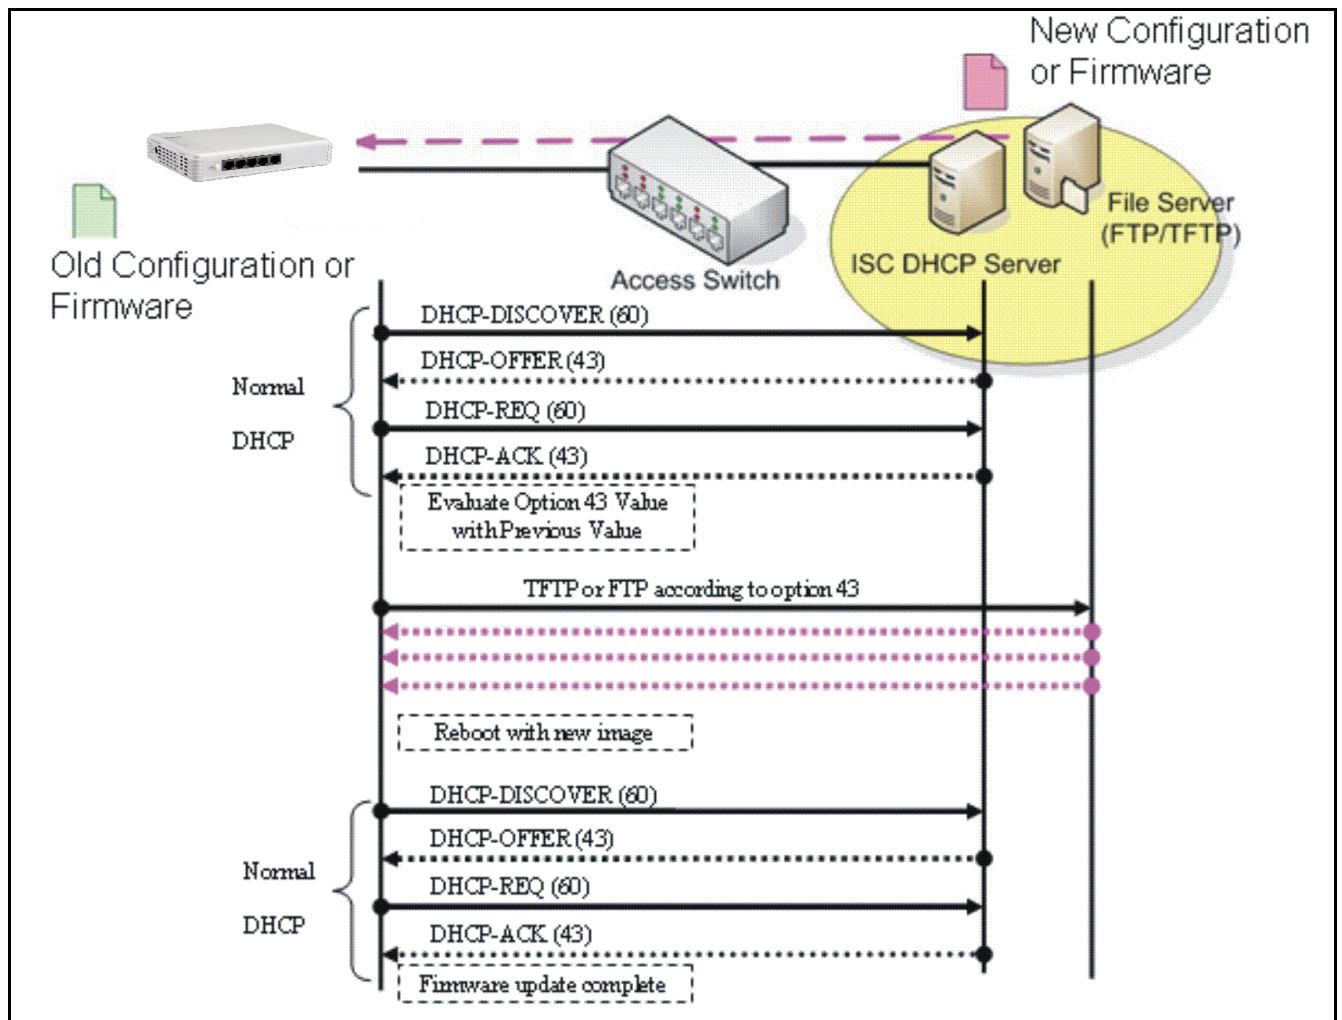 New Configuration
or Firmware
File Server
(FTP/TFTP)
ISC DHCP Server
Access Switch
Old Configuration or
Firmware
DHCP-DISCOVER (60)
DHCP-OFFER (43)
Normal
DHCP-REQ (60)
DHCP
DHCP-ACK (43)
Evaluate Option 43 Value
with Previous Value
TFTP or FTP according to option 43
Reboot with new image
DHCP-DISCOVER (60)
DHCP-OFFER (43)
Normal
DHCP-REQ (60)
DHCP
DHCP-ACK (43)
Firmware update complete